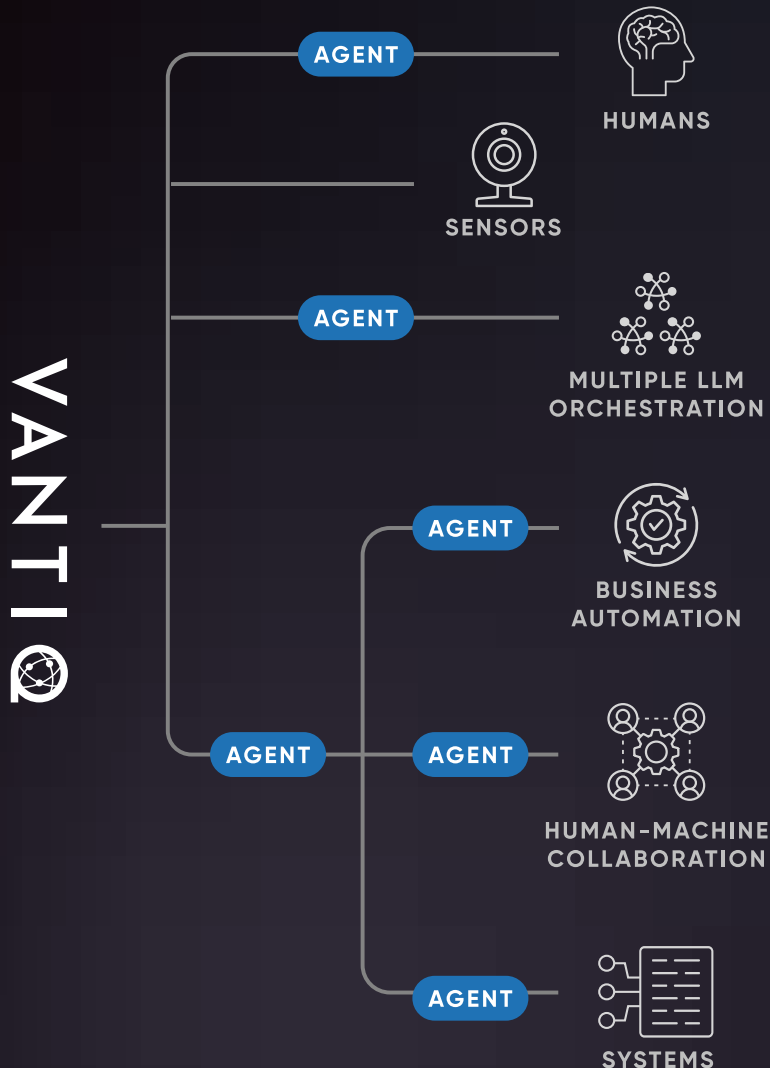 VANTIQ
AGENT
HUMANS
SENSORS
AGENT
MULTIPLE LLM
ORCHESTRATION
AGENT
BUSINESS
AUTOMATION
AGENT
AGENT
HUMAN-MACHINE
COLLABORATION
AGENT
SYSTEMS